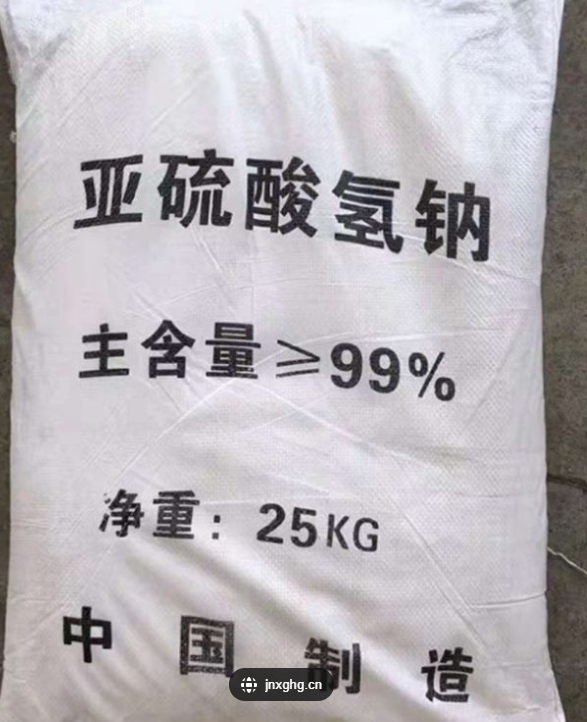 亚硫酸氢钠
主含量≥99%
净重：25KG
中国制造
jnxghg.cn